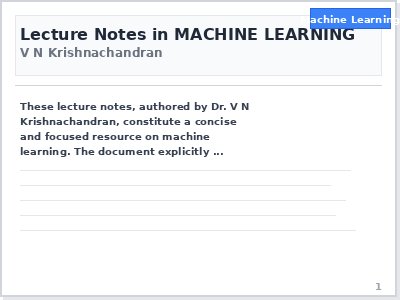 Machine Learning
Lecture Notes in MACHINE LEARNING
V N Krishnachandran
These lecture notes, authored by Dr. V N
Krishnachandran, constitute a concise
and focused resource on machine
learning. The document explicitly ...
1